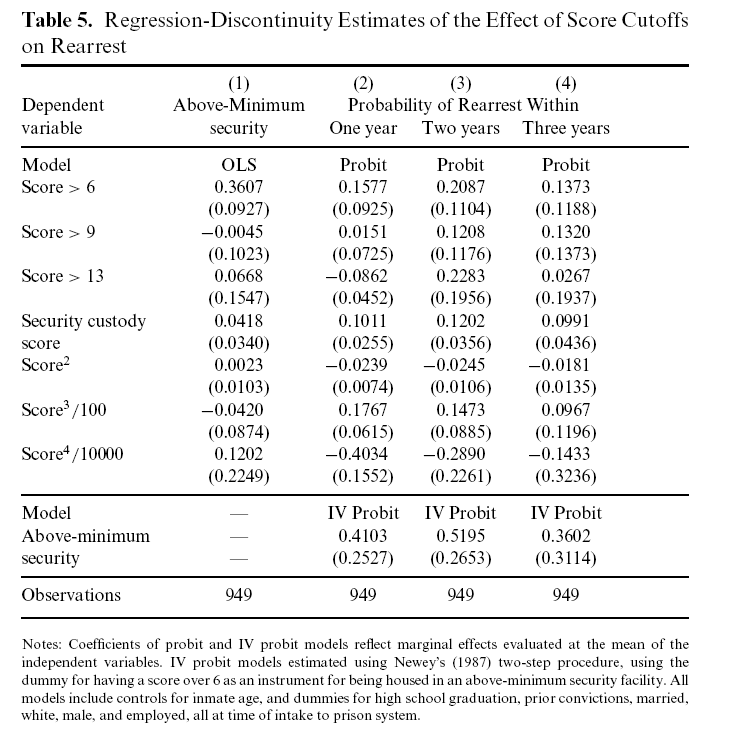 Table 5. Regression-Discontinuity Estimates of the Effect of Score Cutoffs
on Rearrest
(1) (2) (3) (4)
Dependent Above-Minimum Probability of Rearrest Within
variable security One year Two years Three years
Model OLS Probit Probit Probit
Score > 6 0.3607 0.1577 0.2087 0.1373
(0.0927) (0.0925) (0.1104) (0.1188)
Score > 9 −0.0045 0.0151 0.1208 0.1320
(0.1023) (0.0725) (0.1176) (0.1373)
Score > 13 0.0668 −0.0862 0.2283 0.0267
(0.1547) (0.0452) (0.1956) (0.1937)
Security custody 0.0418 0.1011 0.1202 0.0991
score (0.0340) (0.0255) (0.0356) (0.0436)
Score² 0.0023 −0.0239 −0.0245 −0.0181
(0.0103) (0.0074) (0.0106) (0.0135)
Score³/100 −0.0420 0.1767 0.1473 0.0967
(0.0874) (0.0615) (0.0885) (0.1196)
Score⁴/10000 0.1202 −0.4034 −0.2890 −0.1433
(0.2249) (0.1552) (0.2261) (0.3236)
Model — IV Probit IV Probit IV Probit
Above-minimum — 0.4103 0.5195 0.3602
security — (0.2527) (0.2653) (0.3114)
Observations 949 949 949 949
Notes: Coefficients of probit and IV probit models reflect marginal effects evaluated at the mean of the
independent variables. IV probit models estimated using Newey's (1987) two-step procedure, using the
dummy for having a score over 6 as an instrument for being housed in an above-minimum security facility. All
models include controls for inmate age, and dummies for high school graduation, prior convictions, married,
white, male, and employed, all at time of intake to prison system.